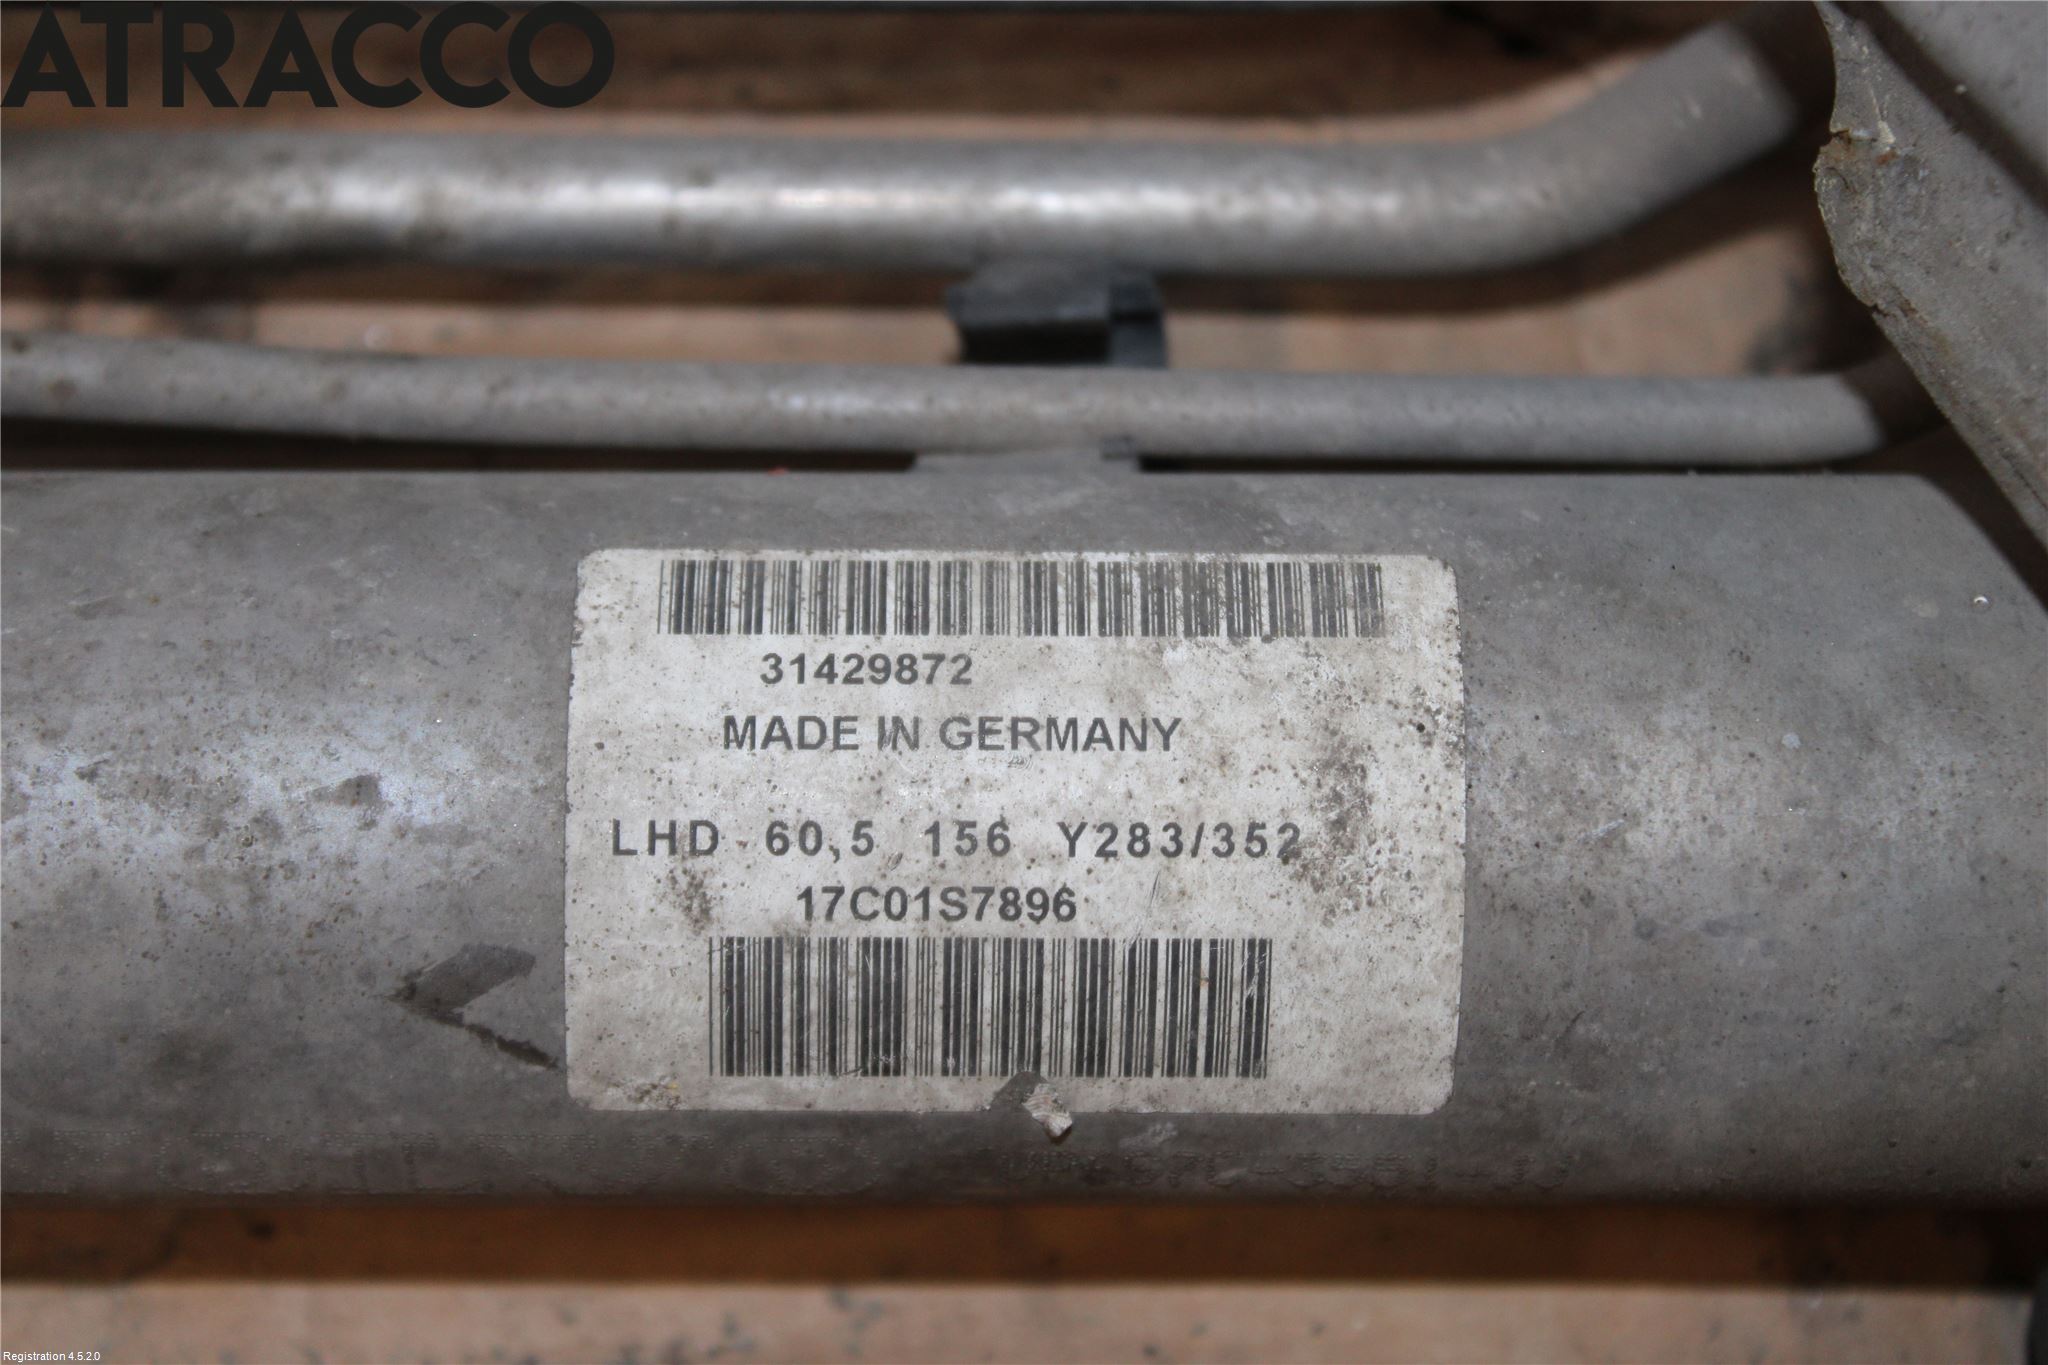 ATRACCO
31429872
MADE IN GERMANY
LHD 60,5 156 Y283/352
17C01S7896
Registration 4.5.2.0